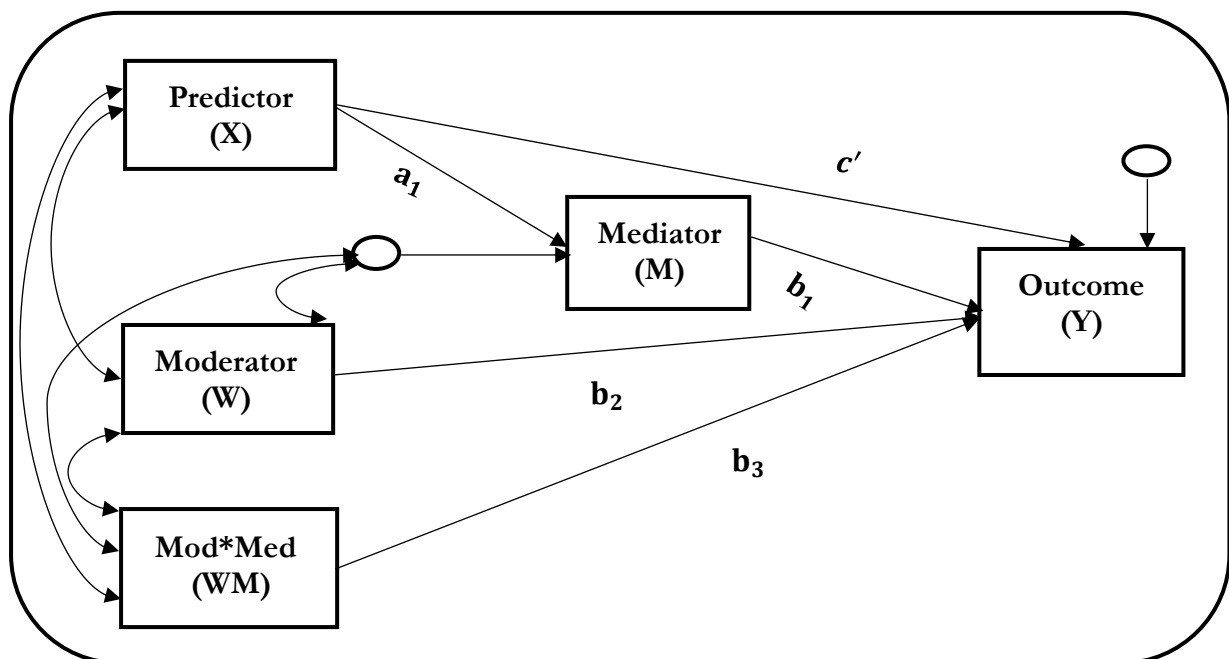 Predictor
(X)
a₁
c′
Mediator
(M)
b₁
Outcome
(Y)
Moderator
(W)
b₂
b₃
Mod*Med
(WM)